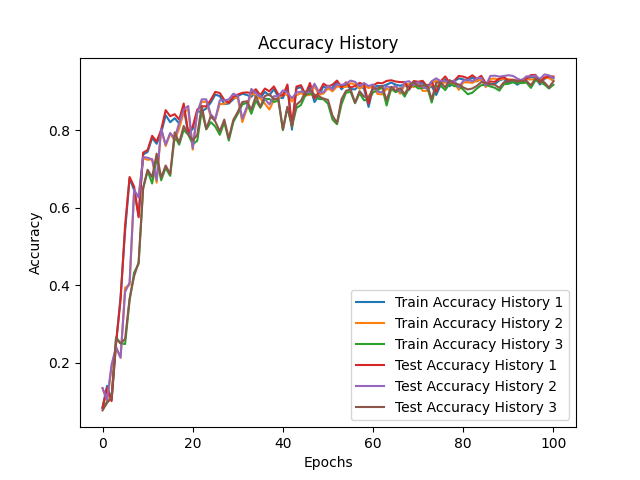 Accuracy History
0.8
0.6
0.4
0.2
Accuracy
0
20
40
60
80
100
Epochs
Train Accuracy History 1
Train Accuracy History 2
Train Accuracy History 3
Test Accuracy History 1
Test Accuracy History 2
Test Accuracy History 3